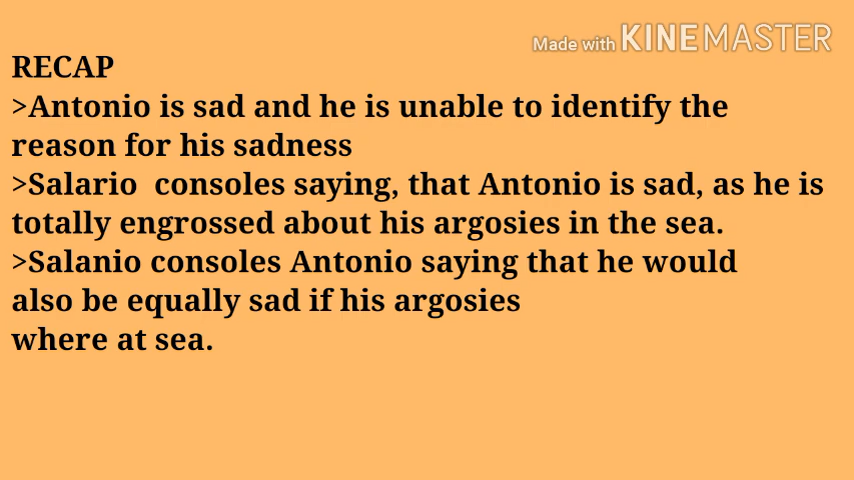 Made with KINEMASTER
RECAP
>Antonio is sad and he is unable to identify the
reason for his sadness
>Salario  consoles saying, that Antonio is sad, as he is
totally engrossed about his argosies in the sea.
>Salanio consoles Antonio saying that he would
also be equally sad if his argosies
where at sea.